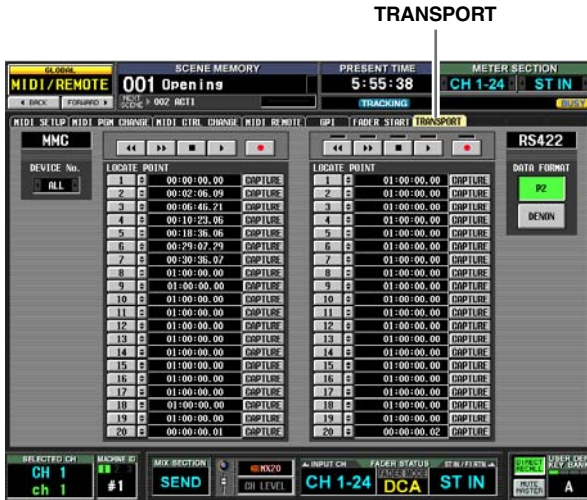 TRANSPORT
GLOBAL
MIDI/REMOTE
BACK FORWARD
SCENE MEMORY
001 Opening
NEXT SCENE 002 ACT1
PRESENT TIME
5:55:38
TRACKING
METER SECTION
CH 1-24 ST IN
BUSY
MIDI SETUP MIDI PGM CHANGE MIDI CTRL CHANGE MIDI REMOTE GPI FADER START TRANSPORT
MMC
DEVICE No.
ALL
LOCATE POINT
1 00:00:00.00 CAPTURE
2 00:02:06.09 CAPTURE
3 00:06:46.21 CAPTURE
4 00:10:23.06 CAPTURE
5 00:18:36.06 CAPTURE
6 00:29:07.29 CAPTURE
7 00:30:36.07 CAPTURE
8 01:00:00.00 CAPTURE
9 01:00:00.00 CAPTURE
10 01:00:00.00 CAPTURE
11 01:00:00.00 CAPTURE
12 01:00:00.00 CAPTURE
13 01:00:00.00 CAPTURE
14 01:00:00.00 CAPTURE
15 01:00:00.00 CAPTURE
16 01:00:00.00 CAPTURE
17 01:00:00.00 CAPTURE
18 01:00:00.00 CAPTURE
19 01:00:00.00 CAPTURE
20 00:00:00.01 CAPTURE
LOCATE POINT
1 01:00:00.00 CAPTURE
2 01:00:00.00 CAPTURE
3 01:00:00.00 CAPTURE
4 01:00:00.00 CAPTURE
5 01:00:00.00 CAPTURE
6 01:00:00.00 CAPTURE
7 01:00:00.00 CAPTURE
8 01:00:00.00 CAPTURE
9 01:00:00.00 CAPTURE
10 01:00:00.00 CAPTURE
11 01:00:00.00 CAPTURE
12 01:00:00.00 CAPTURE
13 01:00:00.00 CAPTURE
14 01:00:00.00 CAPTURE
15 01:00:00.00 CAPTURE
16 01:00:00.00 CAPTURE
17 01:00:00.00 CAPTURE
18 01:00:00.00 CAPTURE
19 01:00:00.00 CAPTURE
20 00:00:00.02 CAPTURE
RS422
DATA FORMAT
P2
DENON
SELECTED CH
CH 1
ch 1
MACHINE ID
#1
MIX SECTION
SEND
MIX20
CH LEVEL
INPUT CH FADER STATUS ST IN/FXRTN
CH 1-24
FADER MODE
DCA
ST IN
DIRECT RECALL
MUTE MASTER
USER DEF
KEY BANK
A